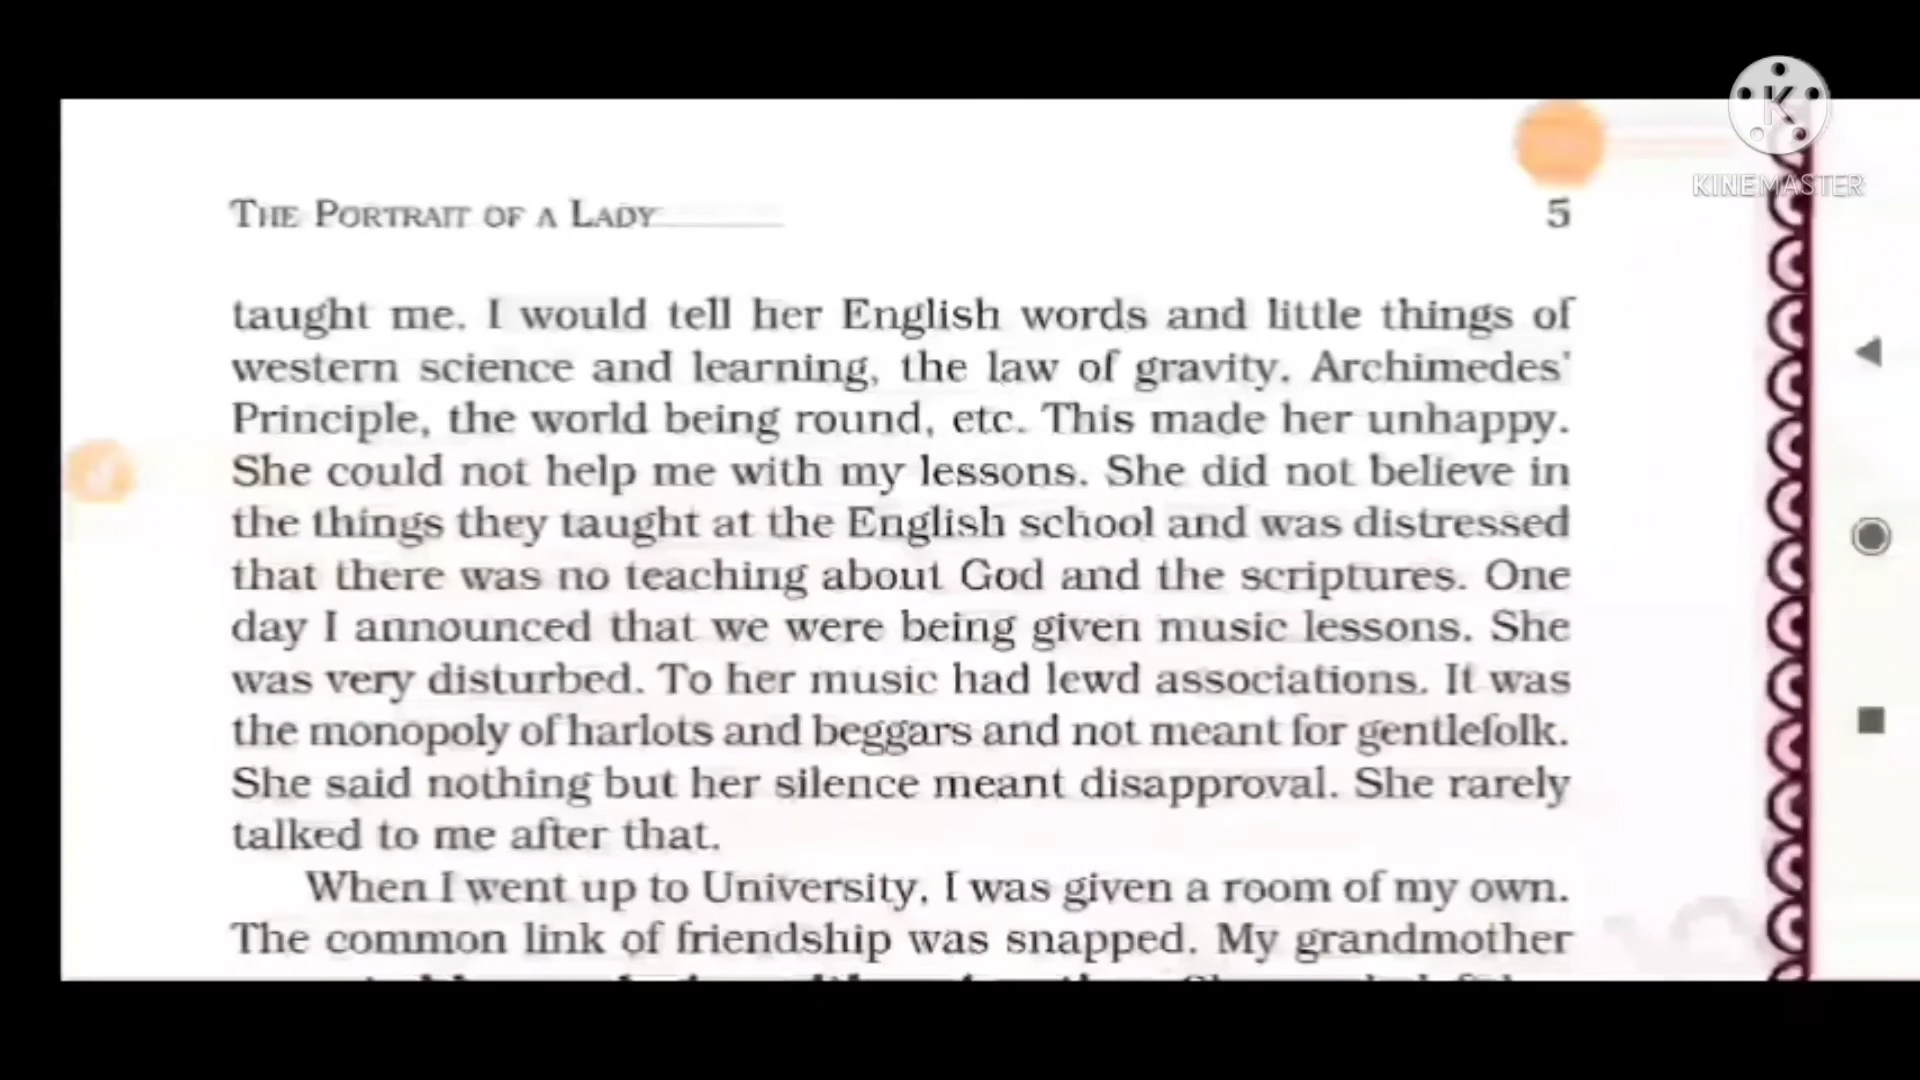 KINEMASTER
THE PORTRAIT OF A LADY 5
taught me. I would tell her English words and little things of
western science and learning, the law of gravity. Archimedes'
Principle, the world being round, etc. This made her unhappy.
She could not help me with my lessons. She did not believe in
the things they taught at the English school and was distressed
that there was no teaching about God and the scriptures. One
day I announced that we were being given music lessons. She
was very disturbed. To her music had lewd associations. It was
the monopoly of harlots and beggars and not meant for gentlefolk.
She said nothing but her silence meant disapproval. She rarely
talked to me after that.
When I went up to University, I was given a room of my own.
The common link of friendship was snapped. My grandmother